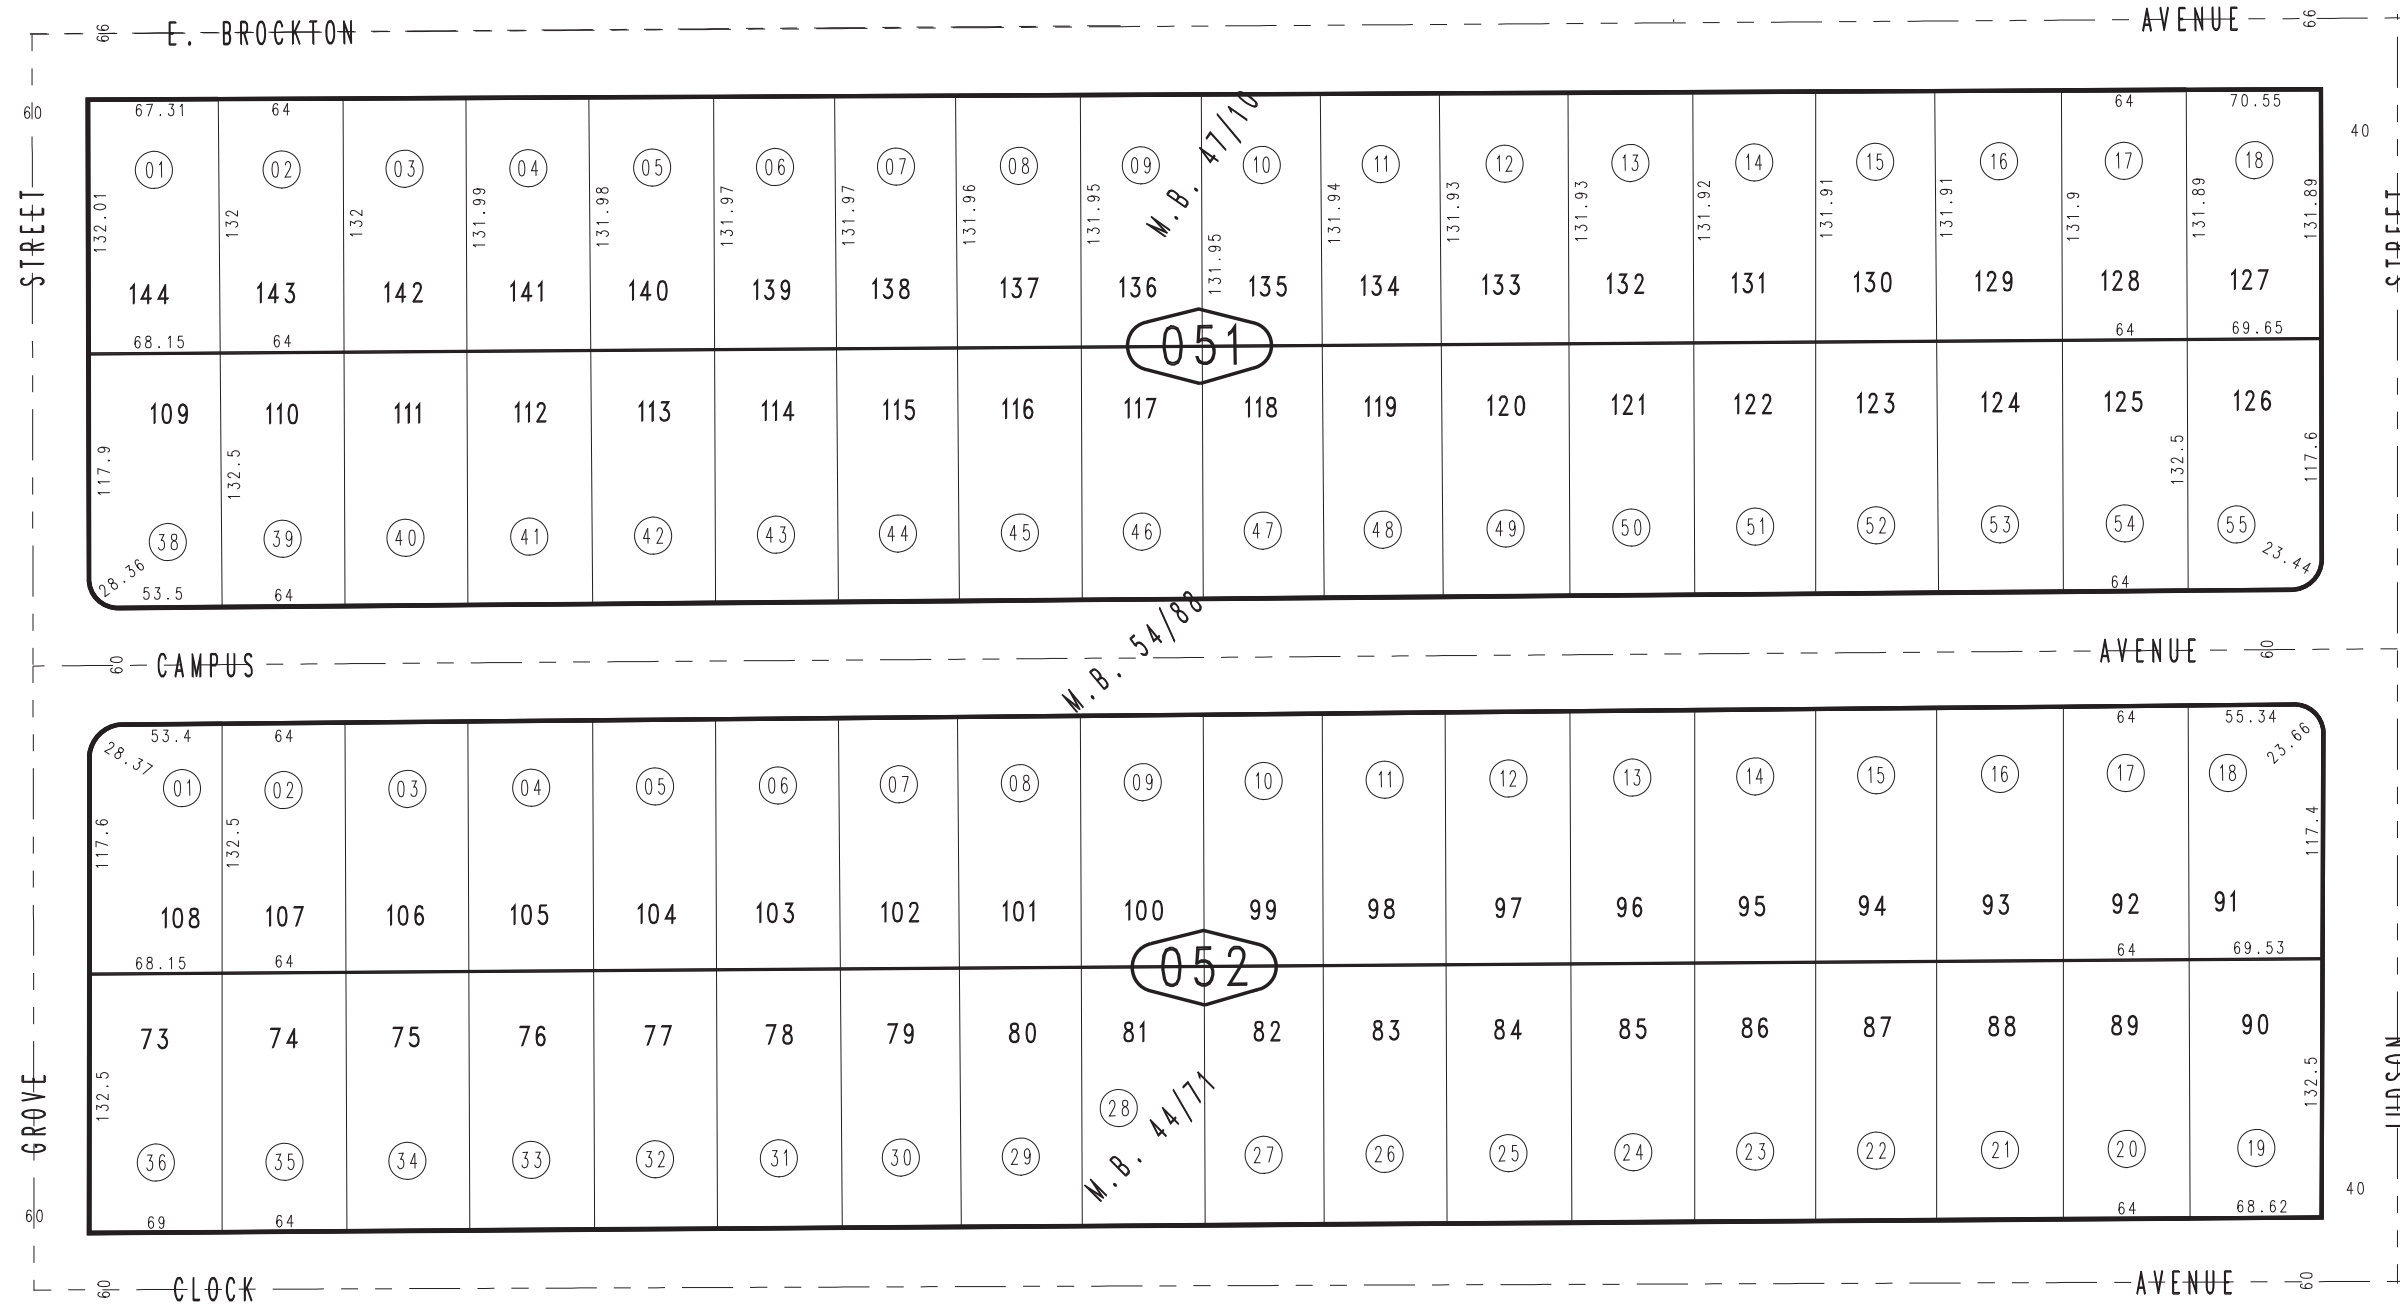 66 E. BROCKTON AVENUE 66
60 67.31 64 64 70.55 40
01 02 03 04 05 06 07 08 09 10 11 12 13 14 15 16 17 18
M.B. 47/10
132.01 132 132 131.99 131.98 131.97 131.97 131.96 131.95 131.95 131.94 131.93 131.93 131.92 131.91 131.91 131.9 131.89 131.89
STREET STREET
144 143 142 141 140 139 138 137 136 135 134 133 132 131 130 129 128 127
68.15 64 64 69.65
051
109 110 111 112 113 114 115 116 117 118 119 120 121 122 123 124 125 126
117.9 132.5 132.5 117.6
38 39 40 41 42 43 44 45 46 47 48 49 50 51 52 53 54 55
28.36 53.5 64 64 23.44
M.B. 54/88
60 CAMPUS AVENUE 60
28.37 53.4 64 64 55.34 23.66
01 02 03 04 05 06 07 08 09 10 11 12 13 14 15 16 17 18
117.6 132.5 117.4
108 107 106 105 104 103 102 101 100 99 98 97 96 95 94 93 92 91
68.15 64 64 69.53
052
73 74 75 76 77 78 79 80 81 82 83 84 85 86 87 88 89 90
GROVE 132.5 132.5 HUDSON
28
M.B. 44/71
36 35 34 33 32 31 30 29 27 26 25 24 23 22 21 20 19
60 69 64 64 68.62 40
60 CLOCK AVENUE 60